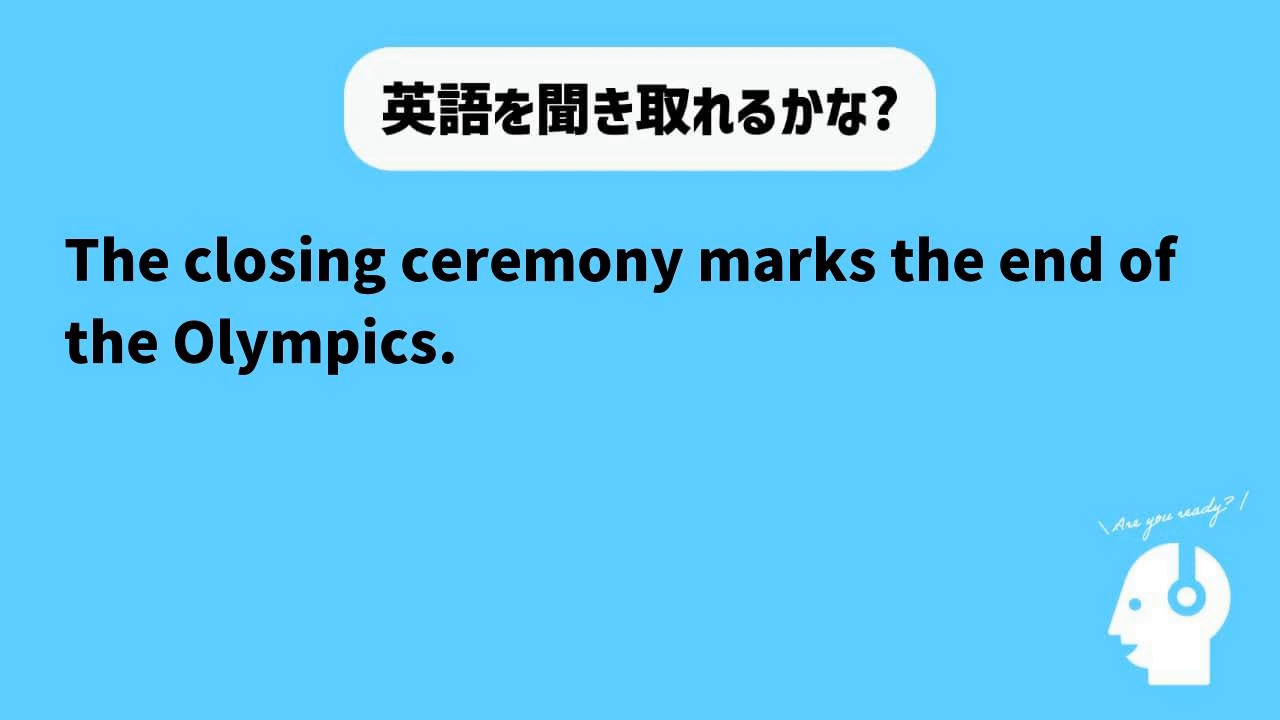 英語を聞き取れるかな?
The closing ceremony marks the end of
the Olympics.
\ Are you ready? /